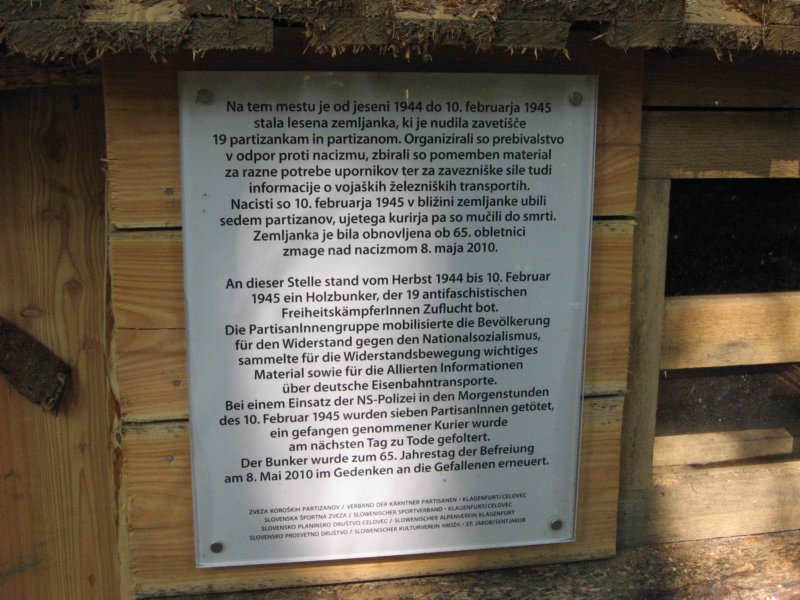 Na tem mestu je od jeseni 1944 do 10. februarja 1945
stala lesena zemljanka, ki je nudila zavetišče
19 partizankam in partizanom. Organizirali so prebivalstvo
v odpor proti nacizmu, zbirali so pomemben material
za razne potrebe upornikov ter za zavezniške sile tudi
informacije o vojaških železniških transportih.
Nacisti so 10. februarja 1945 v bližini zemljanke ubili
sedem partizanov, ujetega kurirja pa so mučili do smrti.
Zemljanka je bila obnovljena ob 65. obletnici
zmage nad nacizmom 8. maja 2010.
An dieser Stelle stand vom Herbst 1944 bis 10. Februar
1945 ein Holzbunker, der 19 antifaschistischen
FreiheitskämpferInnen Zuflucht bot.
Die PartisanInnengruppe mobilisierte die Bevölkerung
für den Widerstand gegen den Nationalsozialismus,
sammelte für die Widerstandsbewegung wichtiges
Material sowie für die Allierten Informationen
über deutsche Eisenbahntransporte.
Bei einem Einsatz der NS-Polizei in den Morgenstunden
des 10. Februar 1945 wurden sieben PartisanInnen getötet,
ein gefangen genommener Kurier wurde
am nächsten Tag zu Tode gefoltert.
Der Bunker wurde zum 65. Jahrestag der Befreiung
am 8. Mai 2010 im Gedenken an die Gefallenen erneuert.
ZVEZA KOROŠKIH PARTIZANOV / VERBAND DER KÄRNTNER PARTISANEN - KLAGENFURT/CELOVEC
SLOVENSKA ŠPORTNA ZVEZA / SLOWENISCHER SPORTVERBAND - KLAGENFURT/CELOVEC
SLOVENSKO PLANINSKO DRUŠTVO CELOVEC / SLOWENISCHER ALPENVEREIN KLAGENFURT
SLOVENSKO PROSVETNO DRUŠTVO / SLOWENISCHER KULTURVEREIN »ROŽ« - ST. JAKOB/ŠENTJAKOB